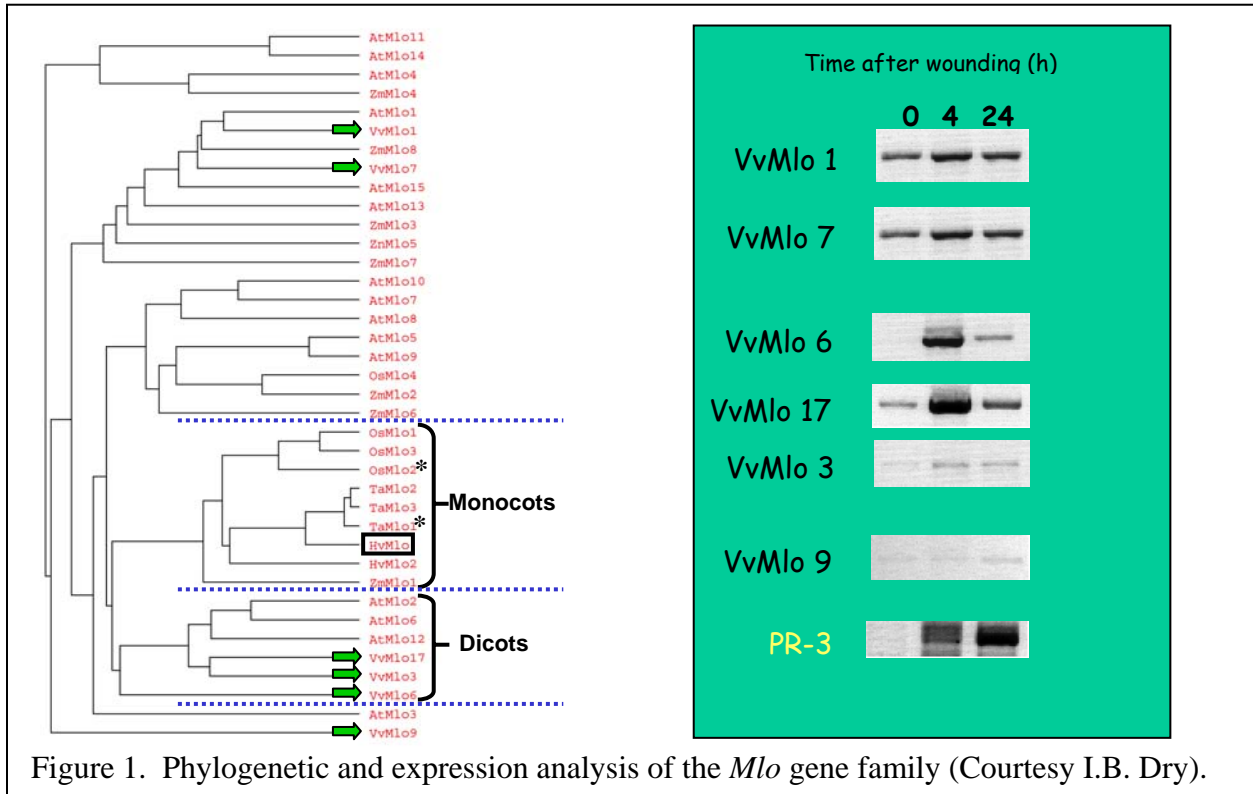 AtMlo11
AtMlo14
AtMlo4
ZmMlo4
AtMlo1
VvMlo1
ZmMlo8
VvMlo7
AtMlo15
AtMlo13
ZmMlo3
ZnMlo5
ZmMlo7
AtMlo10
AtMlo7
AtMlo8
AtMlo5
AtMlo9
OsMlo4
ZmMlo2
ZmMlo6
OsMlo1
OsMlo3
OsMlo2*
TaMlo2
TaMlo3
TaMlo1*
HvMlo
HvMlo2
ZmMlo1
Monocots
AtMlo2
AtMlo6
AtMlo12
VvMlo17
VvMlo3
VvMlo6
Dicots
AtMlo3
VvMlo9
Time after wounding (h)
0 4 24
VvMlo 1
VvMlo 7
VvMlo 6
VvMlo 17
VvMlo 3
VvMlo 9
PR-3
Figure 1. Phylogenetic and expression analysis of the Mlo gene family (Courtesy I.B. Dry).